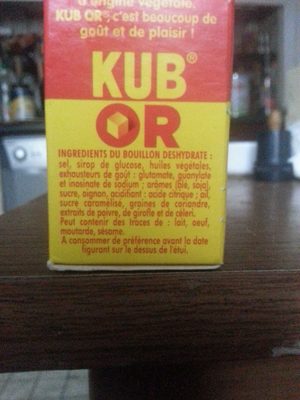 d'origine végétale,
KUB OR, c'est beaucoup de
goût et de plaisir !
KUB®
OR
INGREDIENTS DU BOUILLON DESHYDRATE :
sel, sirop de glucose, huiles végétales,
exhausteurs de goût : glutamate, guanylate
et inosinate de sodium ; arômes (blé, soja),
sucre, oignon, acidifiant : acide citrique ; ail,
sucre caramélisé, graines de coriandre,
extraits de poivre, de girofle et de céleri.
Peut contenir des traces de : lait, oeuf,
moutarde, sésame.
A consommer de préférence avant la date
figurant sur le dessus de l'étui.